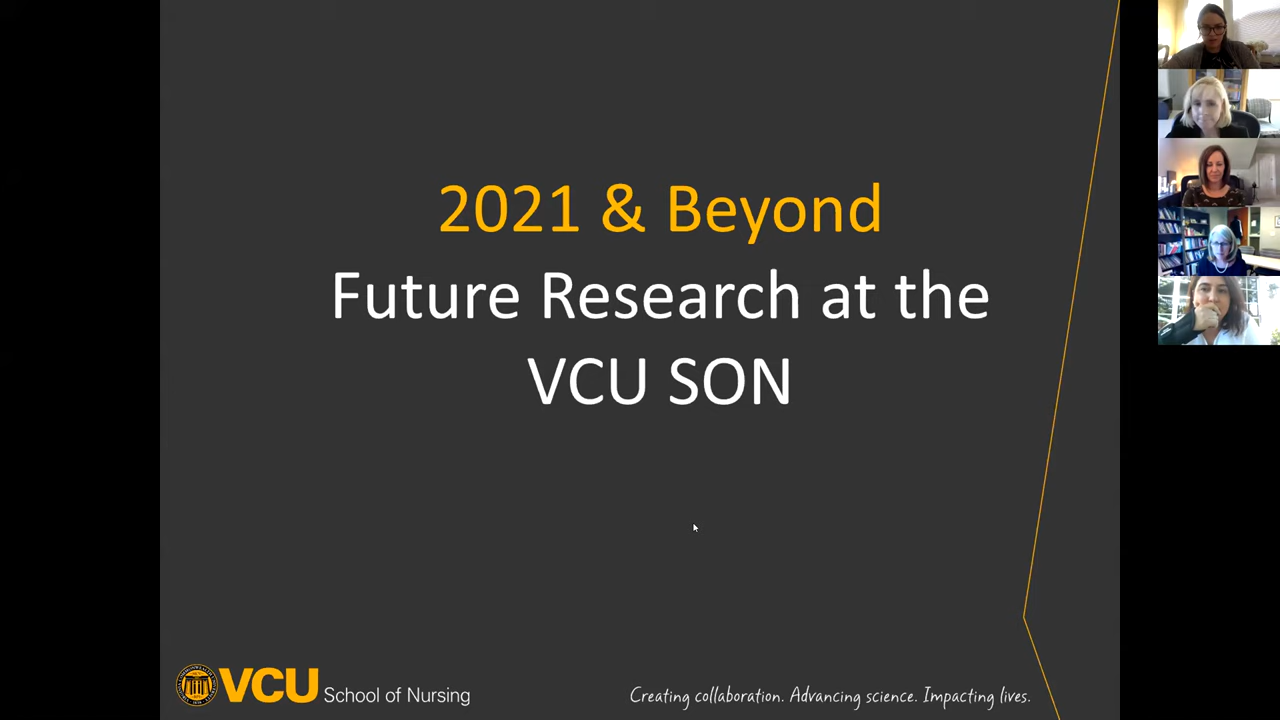 2021 & Beyond
Future Research at the
VCU SON
VCU School of Nursing
Creating collaboration. Advancing science. Impacting lives.